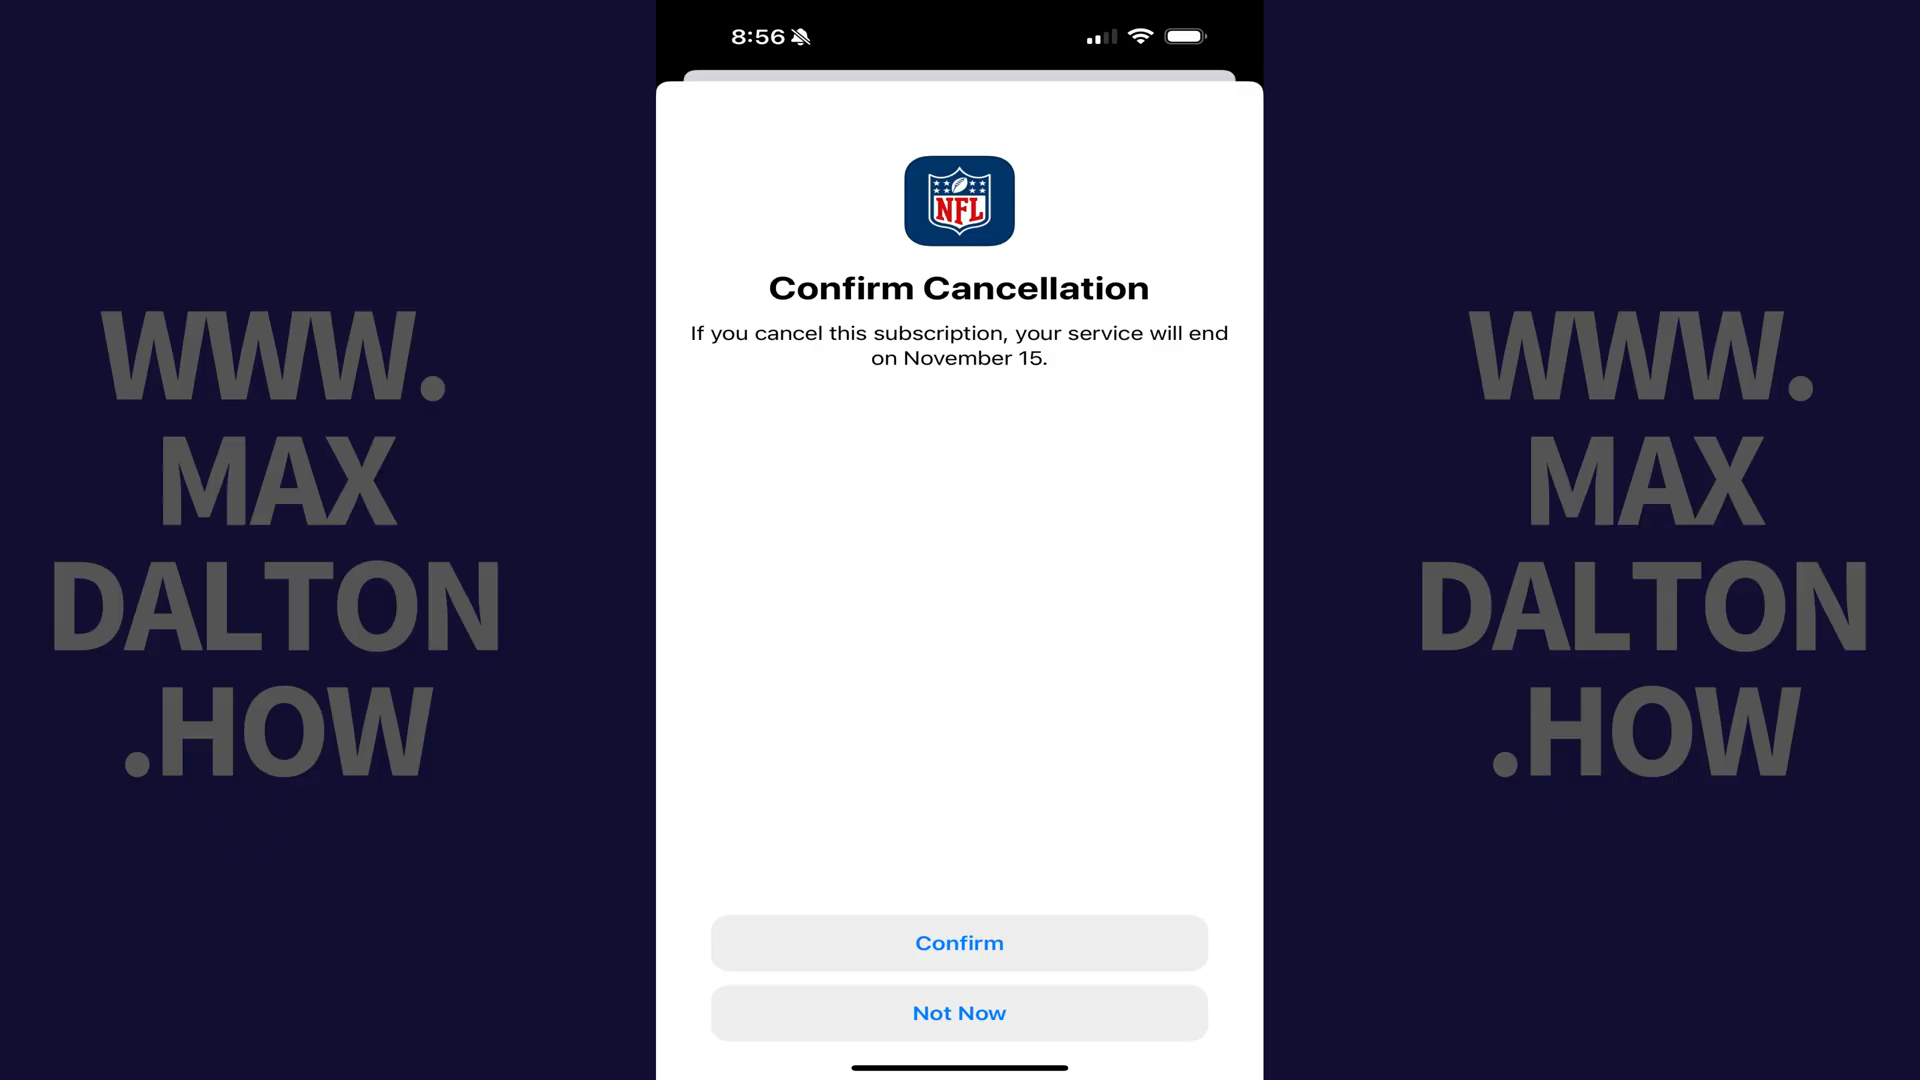 8:56
NFL
Confirm Cancellation
If you cancel this subscription, your service will end
on November 15.
Confirm
Not Now
WWW.
MAX
DALTON
.HOW
WWW.
MAX
DALTON
.HOW